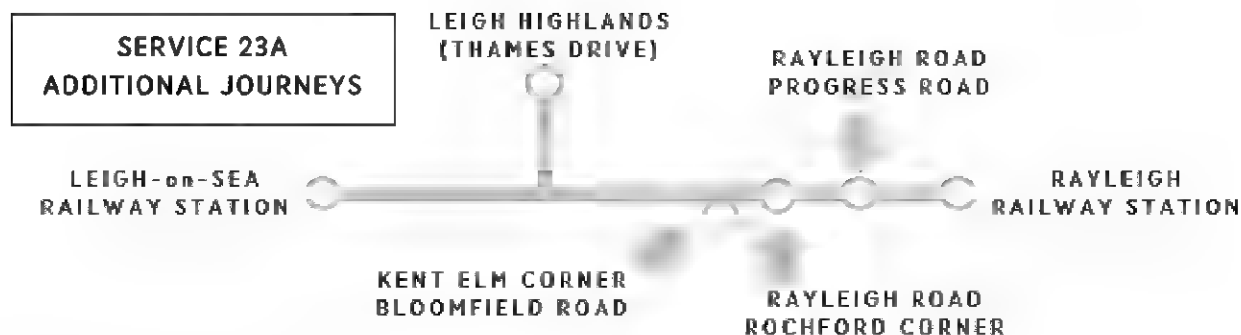 SERVICE 23A
ADDITIONAL JOURNEYS
LEIGH HIGHLANDS
(THAMES DRIVE)
RAYLEIGH ROAD
PROGRESS ROAD
LEIGH-on-SEA
RAILWAY STATION
RAYLEIGH
RAILWAY STATION
KENT ELM CORNER
BLOOMFIELD ROAD
RAYLEIGH ROAD
ROCHFORD CORNER